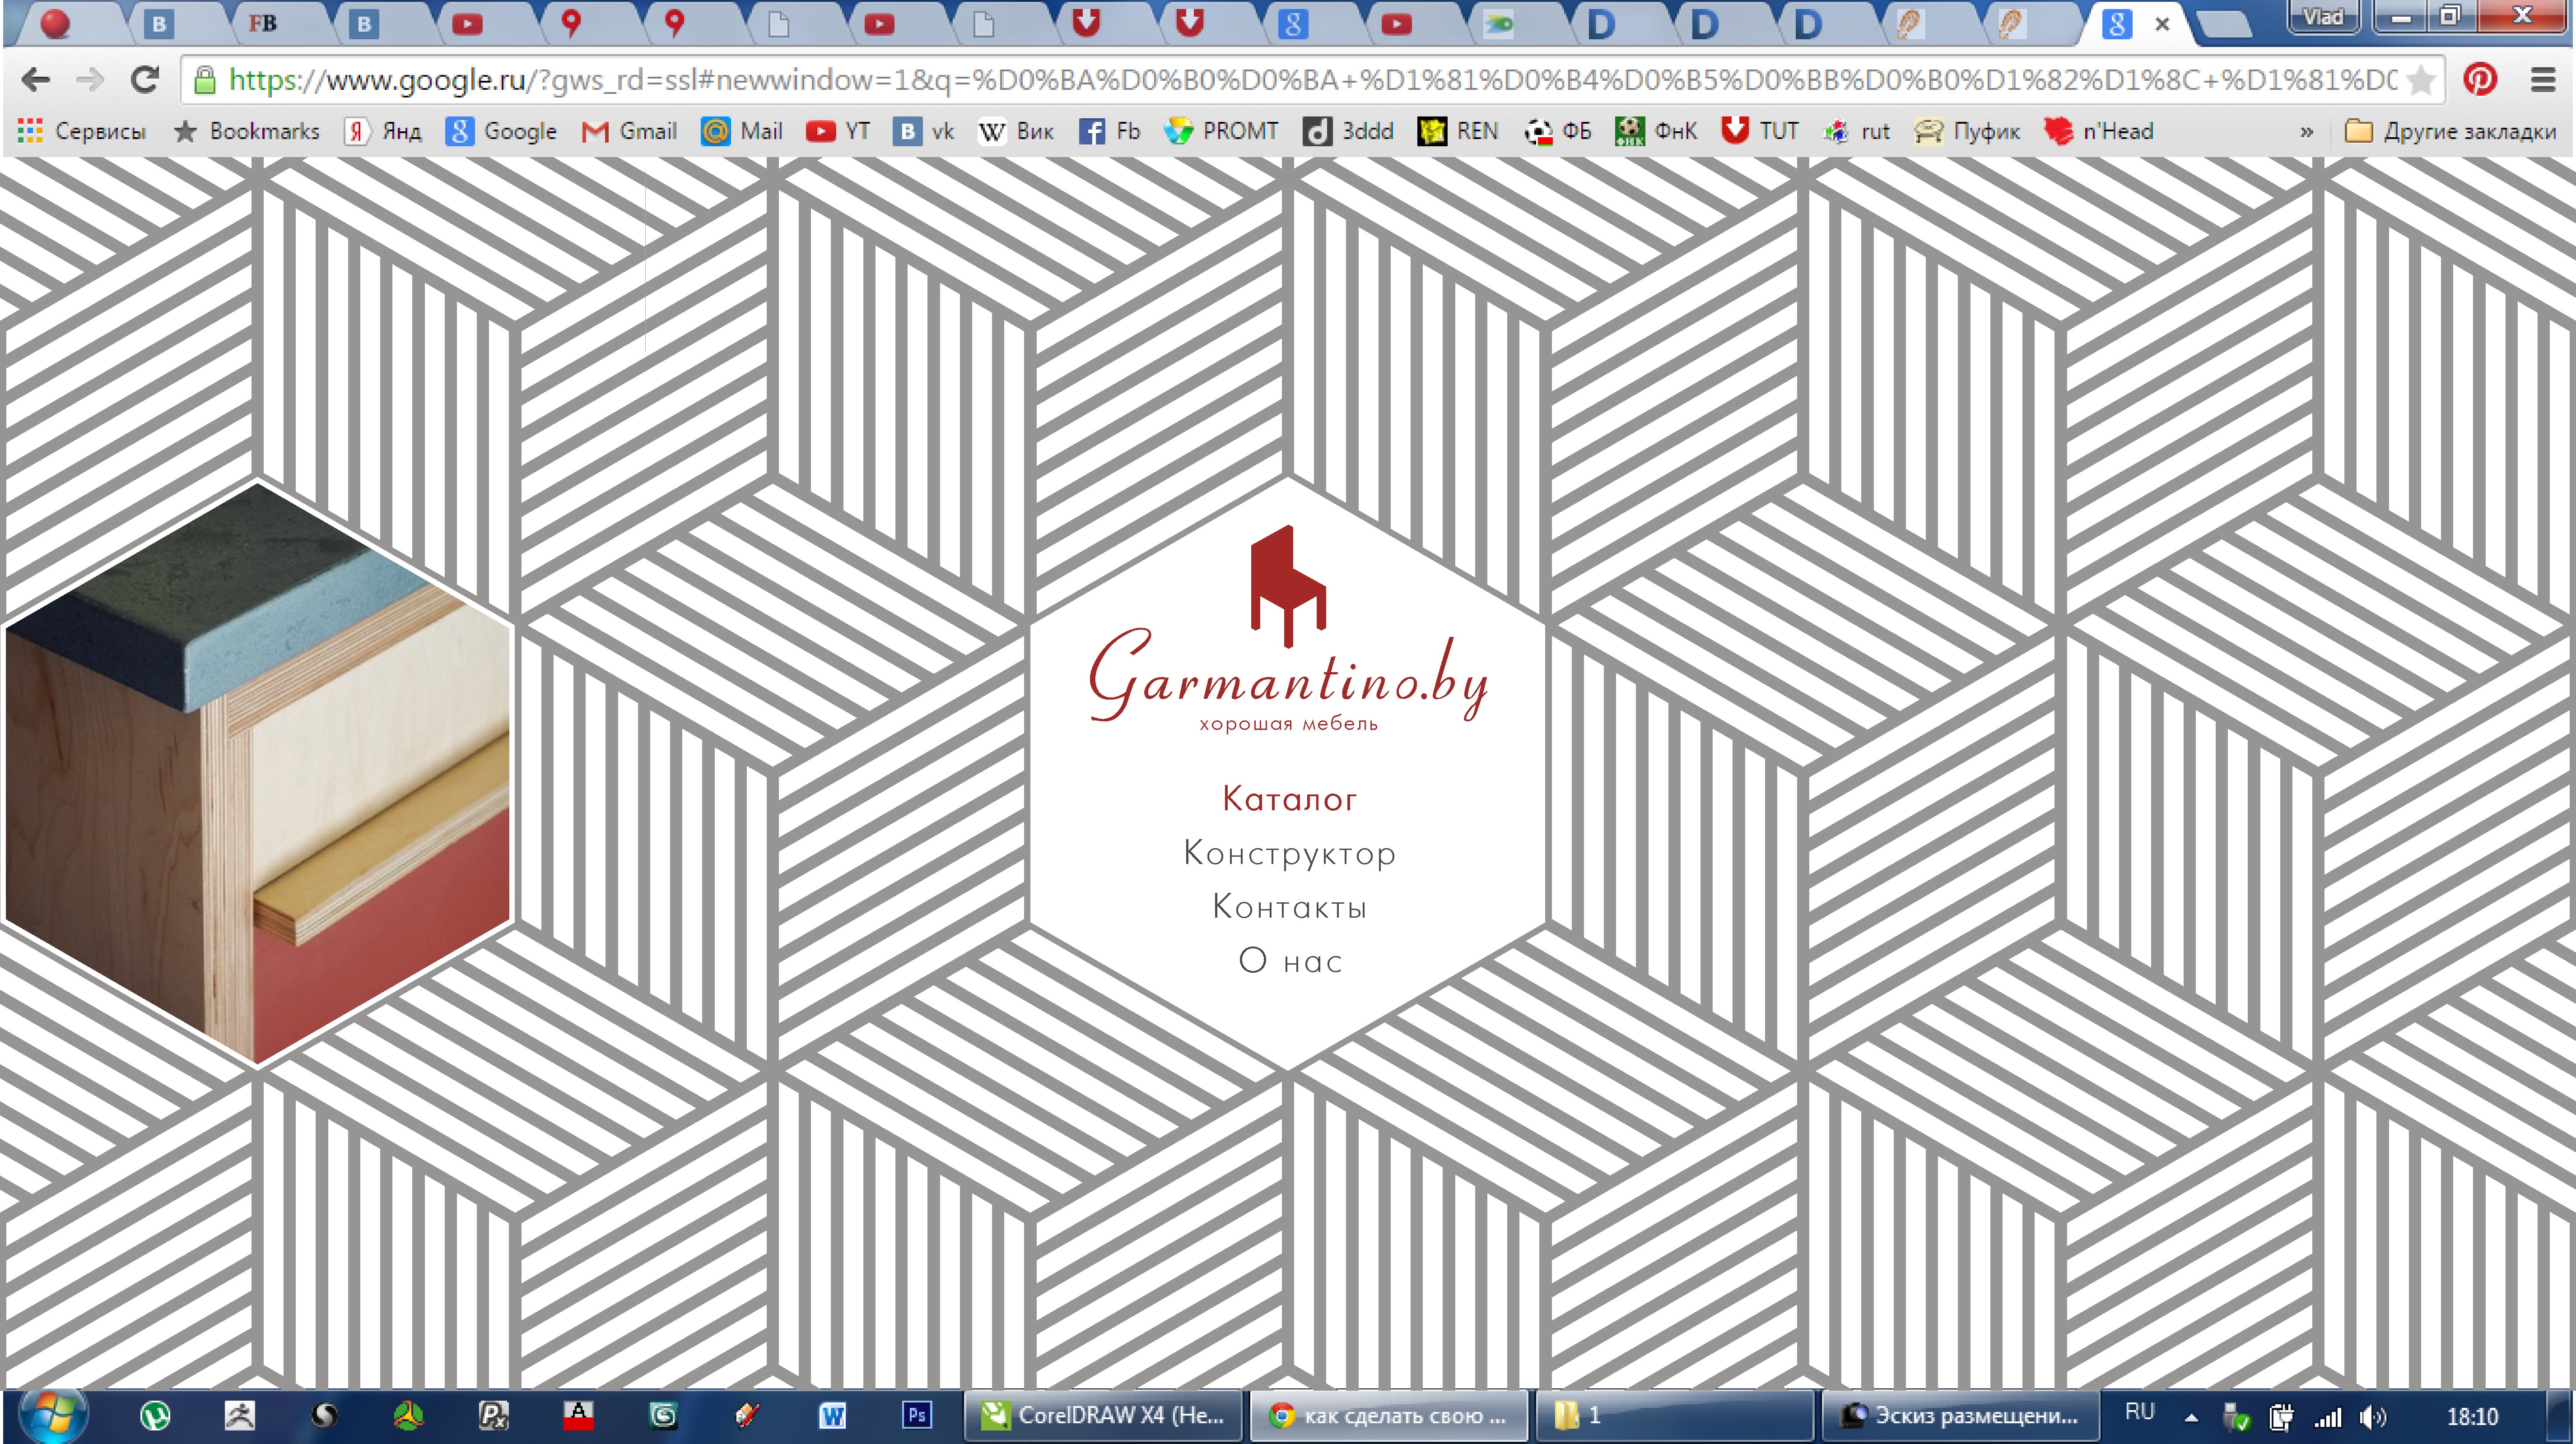 B
FB
B
g
D
D
D
g
Vlad
https://www.google.ru/?gws_rd=ssl#newwindow=1&q=%D0%BA%D0%B0%D0%BA+%D1%81%D0%B4%D0%B5%D0%BB%D0%B0%D1%82%D1%8C+%D1%81%D0
Сервисы Bookmarks Янд Google Gmail Mail YT vk Вик Fb PROMT 3ddd REN ФБ ФнК TUT rut Пуфик n'Head » Другие закладки
Garmantino.by
хорошая мебель
Каталог
Конструктор
Контакты
О нас
CorelDRAW X4 (Не... как сделать свою ... 1 Эскиз размещени... RU 18:10